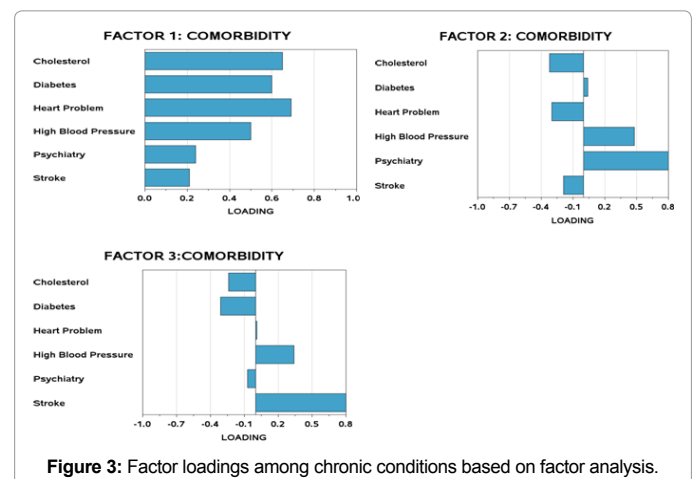 FACTOR 1: COMORBIDITY
Cholesterol
Diabetes
Heart Problem
High Blood Pressure
Psychiatry
Stroke
0.0 0.2 0.4 0.6 0.8 1.0
LOADING
FACTOR 2: COMORBIDITY
Cholesterol
Diabetes
Heart Problem
High Blood Pressure
Psychiatry
Stroke
-1.0 -0.7 -0.4 -0.1 0.2 0.5 0.8
LOADING
FACTOR 3:COMORBIDITY
Cholesterol
Diabetes
Heart Problem
High Blood Pressure
Psychiatry
Stroke
-1.0 -0.7 -0.4 -0.1 0.2 0.5 0.8
LOADING
Figure 3: Factor loadings among chronic conditions based on factor analysis.